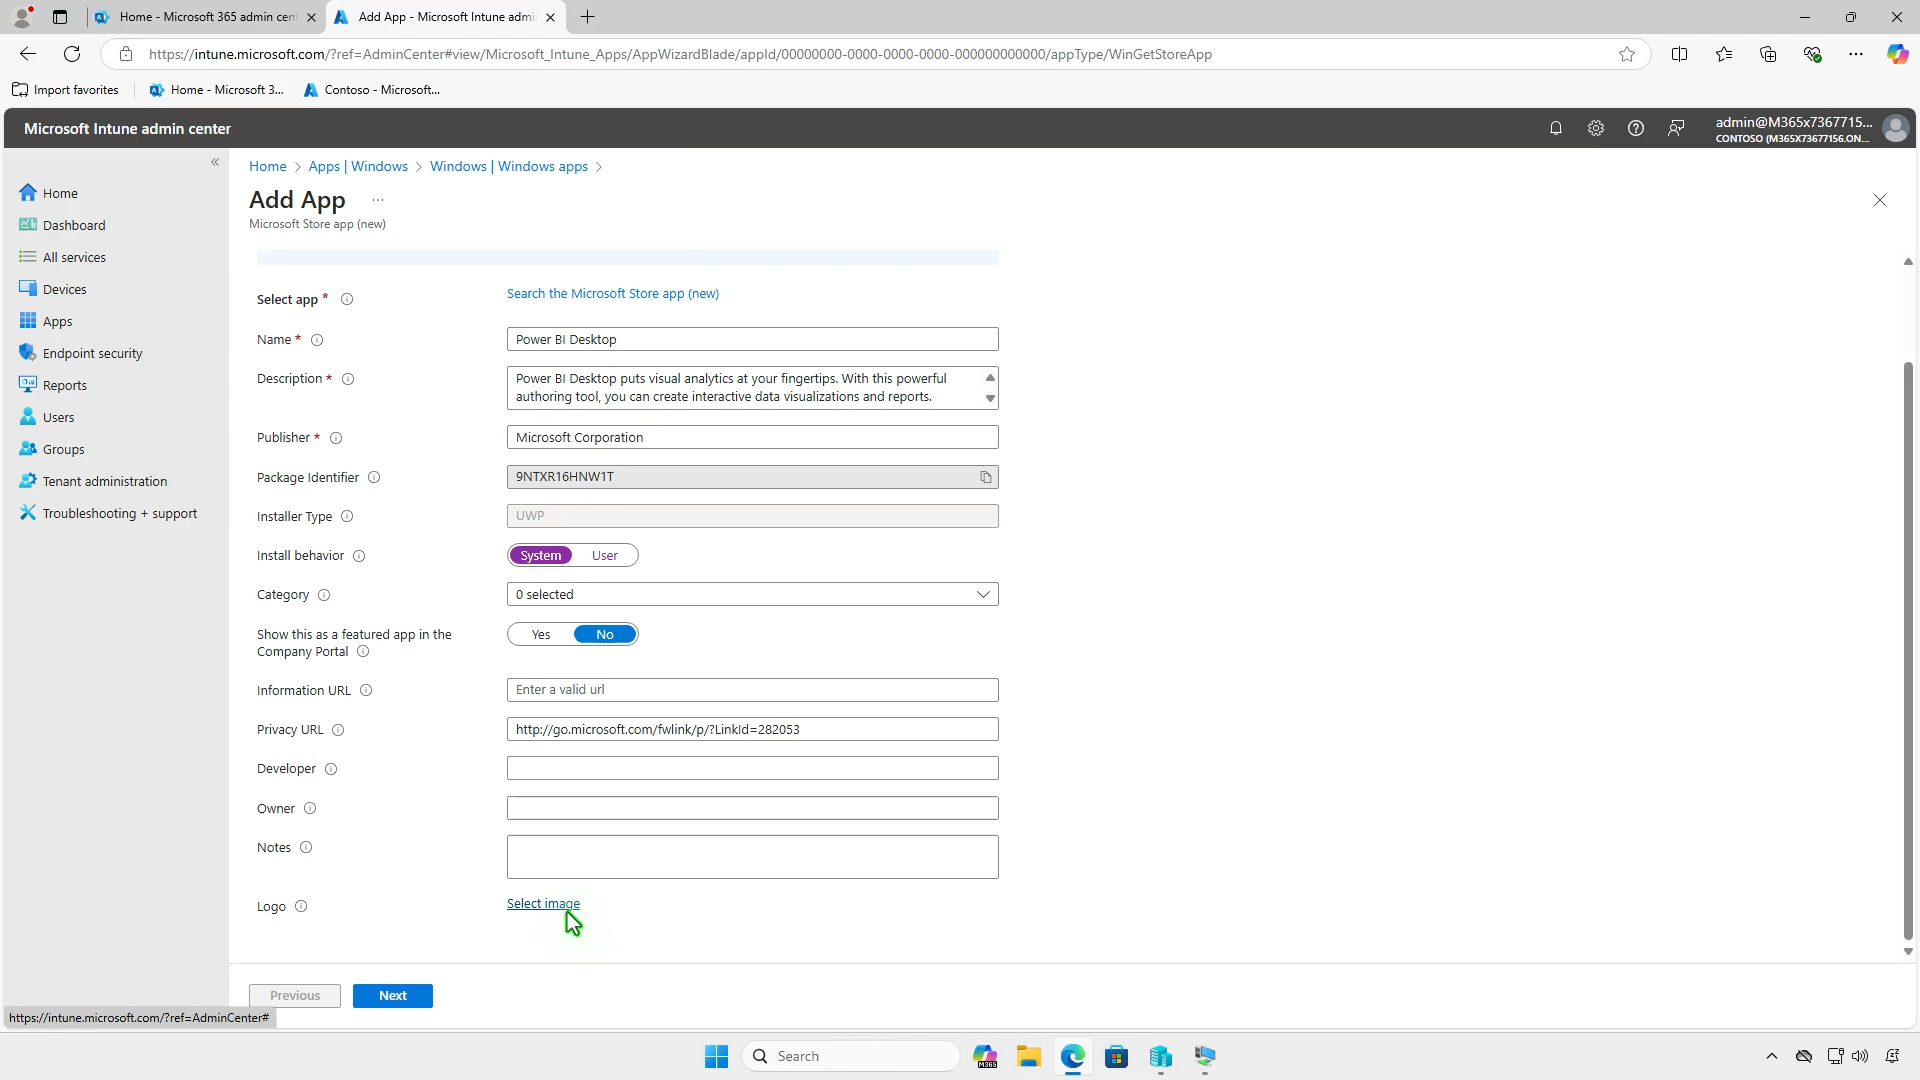 Home - Microsoft 365 admin cent
Add App - Microsoft Intune admin
https://intune.microsoft.com/?ref=AdminCenter#view/Microsoft_Intune_Apps/AppWizardBlade/appId/00000000-0000-0000-0000-000000000000/appType/WinGetStoreApp
Import favorites
Home - Microsoft 3...
Contoso - Microsoft...
Microsoft Intune admin center
admin@M365x7367715...
CONTOSO (M365X73677156.ON...
Home > Apps | Windows > Windows | Windows apps >
Add App ...
Microsoft Store app (new)
Home
Dashboard
All services
Devices
Apps
Endpoint security
Reports
Users
Groups
Tenant administration
Troubleshooting + support
Select app *
Search the Microsoft Store app (new)
Name *
Power BI Desktop
Description *
Power BI Desktop puts visual analytics at your fingertips. With this powerful
authoring tool, you can create interactive data visualizations and reports.
Publisher *
Microsoft Corporation
Package Identifier
9NTXR16HNW1T
Installer Type
UWP
Install behavior
System User
Category
0 selected
Show this as a featured app in the
Company Portal
Yes No
Information URL
Enter a valid url
Privacy URL
http://go.microsoft.com/fwlink/p/?LinkId=282053
Developer
Owner
Notes
Logo
Select image
Previous
Next
https://intune.microsoft.com/?ref=AdminCenter#
Search
M365